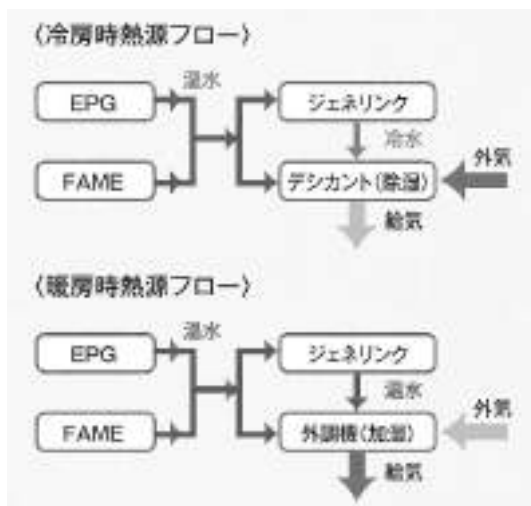 〈冷房時熱源フロー〉
温水
EPG
ジェネリンク
冷水
外気
FAME
デシカント(除湿)
給気
〈暖房時熱源フロー〉
温水
EPG
ジェネリンク
温水
外気
FAME
外調機(加湿)
給気